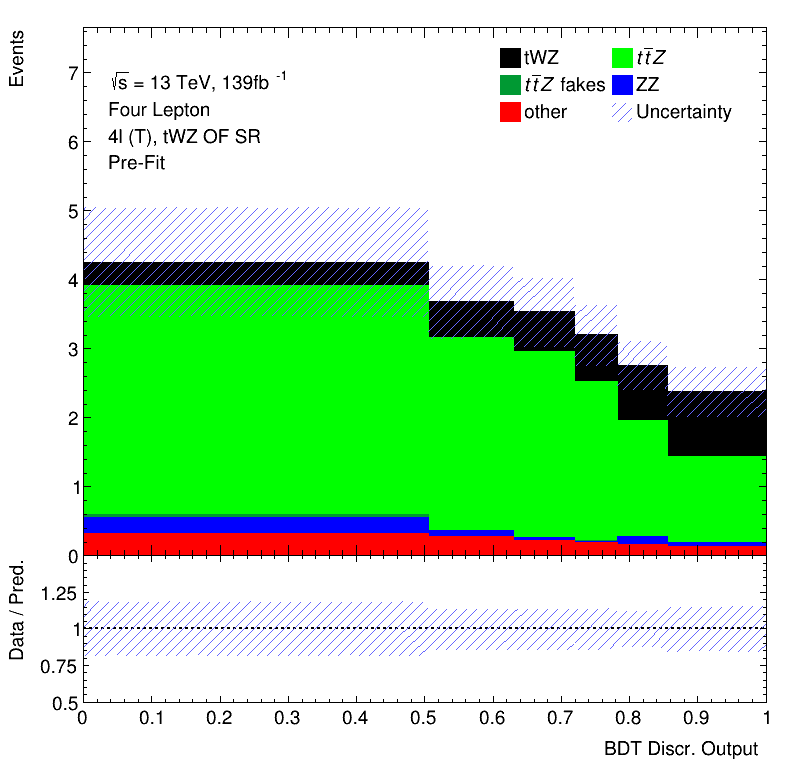 Events
7
6
5
4
3
2
1
0
√s = 13 TeV, 139fb⁻¹
Four Lepton
4l (T), tWZ OF SR
Pre-Fit
tWZ
tt̄Z
tt̄Z fakes
ZZ
other
Uncertainty
Data / Pred.
1.25
1
0.75
0.5
0 0.1 0.2 0.3 0.4 0.5 0.6 0.7 0.8 0.9 1
BDT Discr. Output